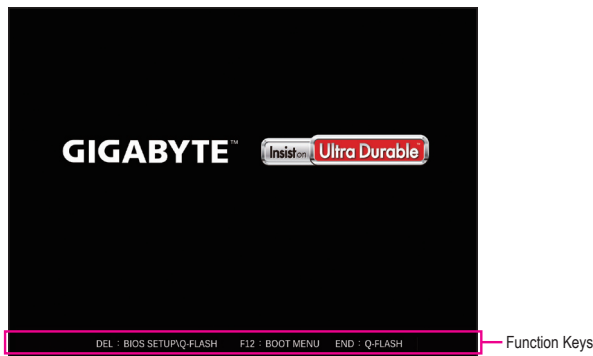 GIGABYTE™
Insist on Ultra Durable™
DEL : BIOS SETUP\Q-FLASH F12 : BOOT MENU END : Q-FLASH
Function Keys